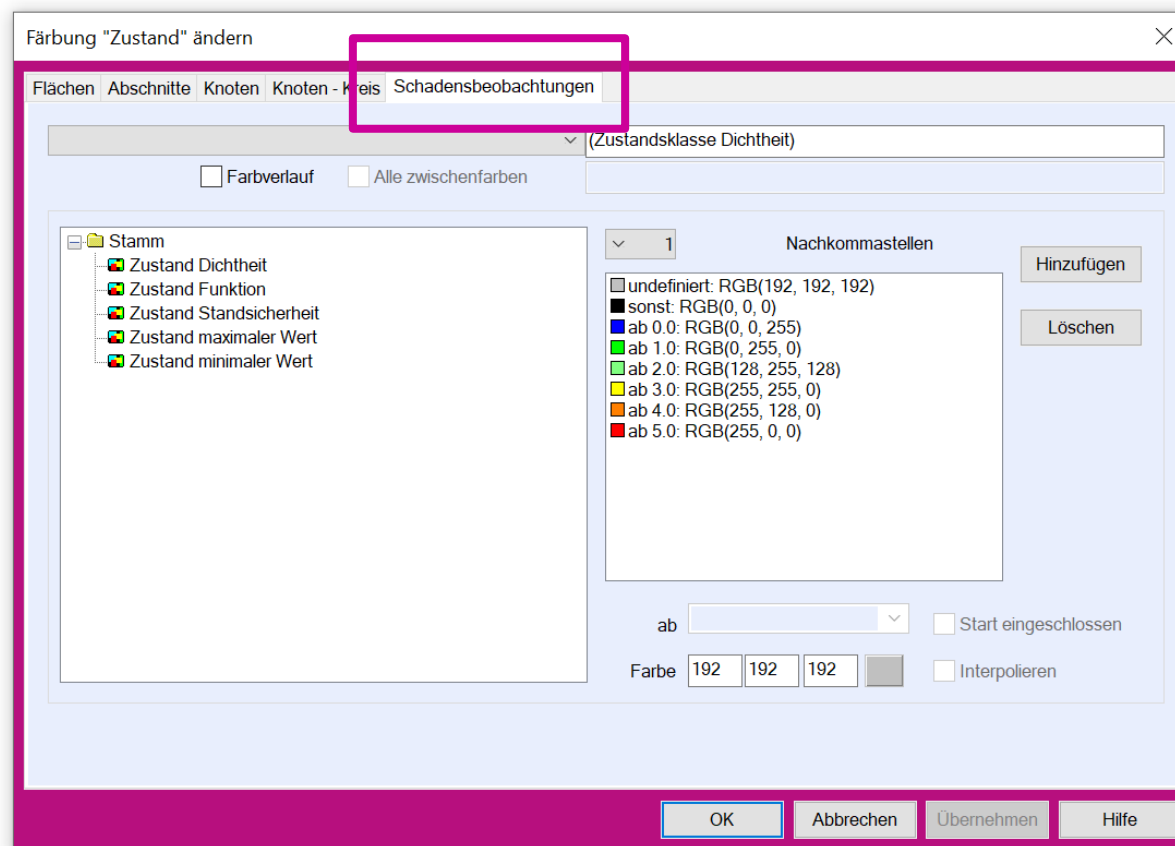 Färbung "Zustand" ändern
Flächen Abschnitte Knoten Knoten - Kreis Schadensbeobachtungen
(Zustandsklasse Dichtheit)
Farbverlauf Alle zwischenfarben
Stamm
Zustand Dichtheit
Zustand Funktion
Zustand Standsicherheit
Zustand maximaler Wert
Zustand minimaler Wert
1 Nachkommastellen
undefiniert: RGB(192, 192, 192)
sonst: RGB(0, 0, 0)
ab 0.0: RGB(0, 0, 255)
ab 1.0: RGB(0, 255, 0)
ab 2.0: RGB(128, 255, 128)
ab 3.0: RGB(255, 255, 0)
ab 4.0: RGB(255, 128, 0)
ab 5.0: RGB(255, 0, 0)
Hinzufügen
Löschen
ab Start eingeschlossen
Farbe 192 192 192 Interpolieren
OK Abbrechen Übernehmen Hilfe